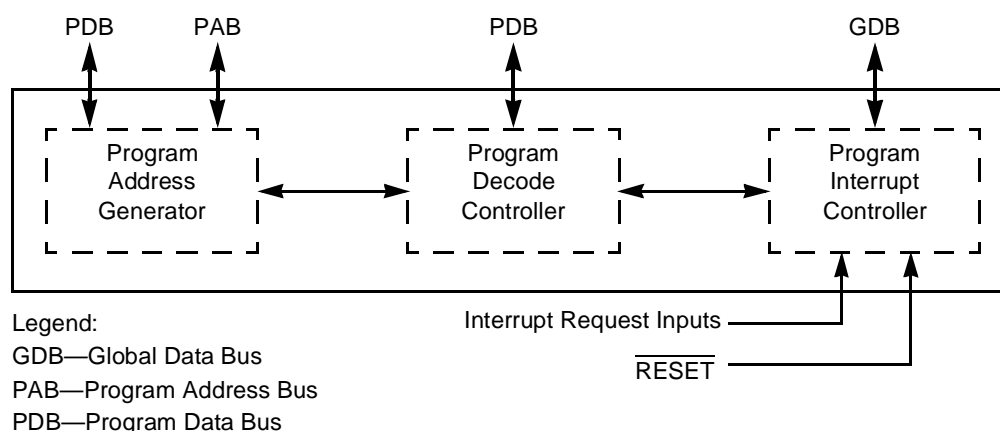 PDB PAB PDB GDB
Program
Address
Generator
Program
Decode
Controller
Program
Interrupt
Controller
Legend:
GDB—Global Data Bus
PAB—Program Address Bus
PDB—Program Data Bus
Interrupt Request Inputs
RESET